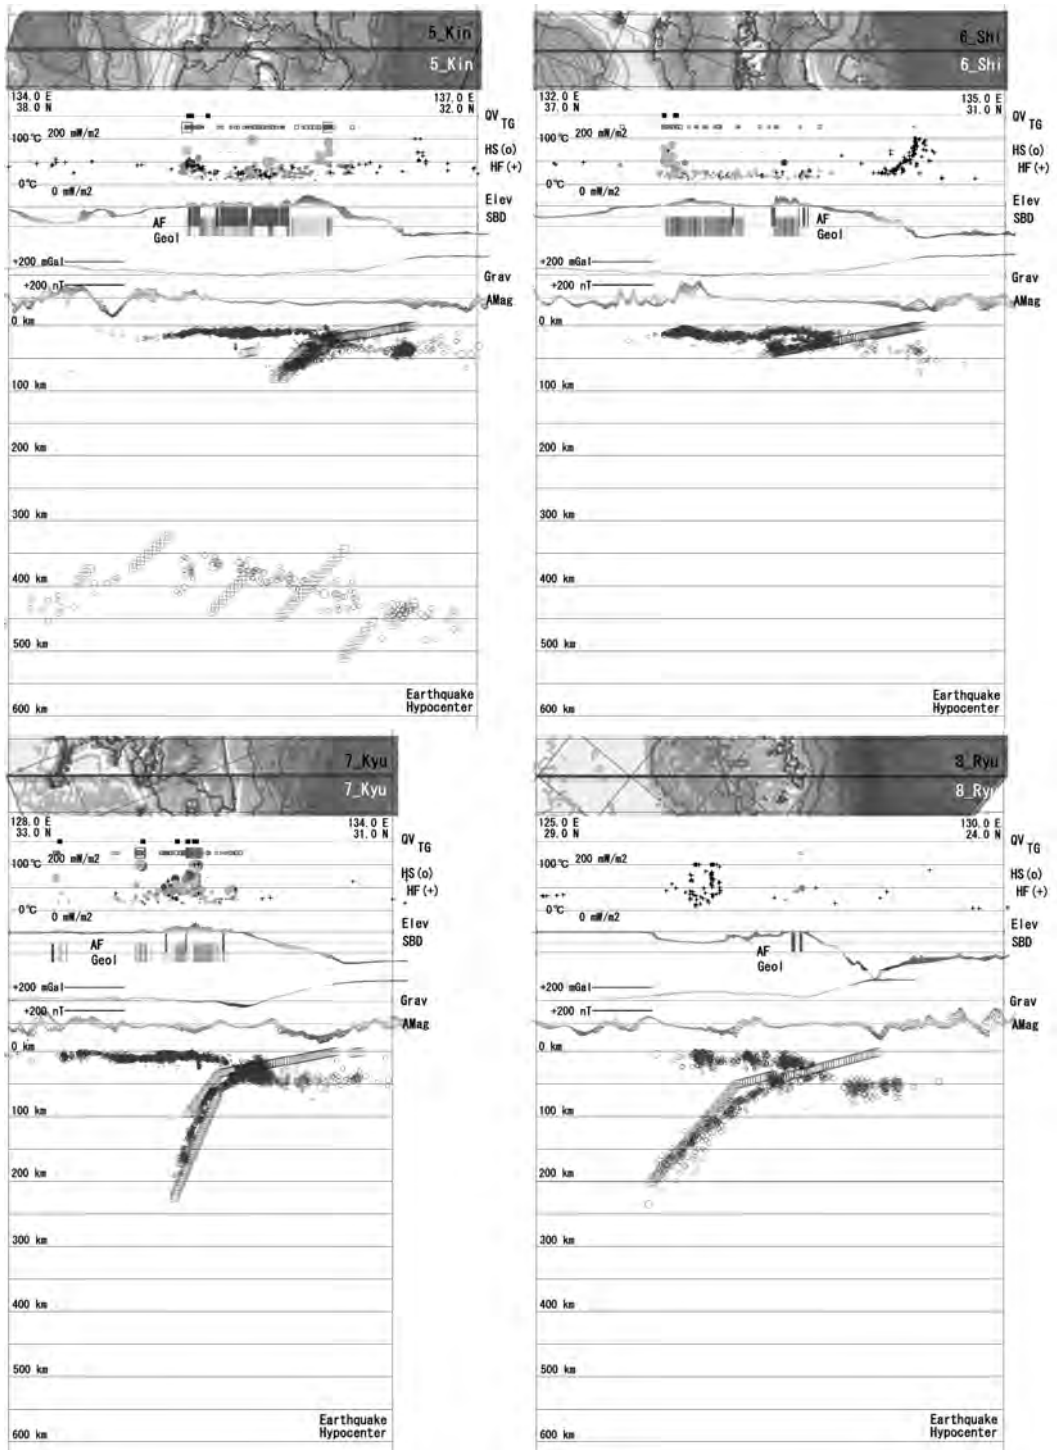 5_Kin
5_Kin
134.0 E
38.0 N
137.0 E
32.0 N
QV
TG
100°C 200 mW/m2
HS(o)
HF(+)
0°C 0 mW/m2
Elev
SBD
AF
Geol
+200 mGal
Grav
+200 nT
AMag
0 km
100 km
200 km
300 km
400 km
500 km
600 km
Earthquake
Hypocenter
6_Shi
6_Shi
132.0 E
37.0 N
135.0 E
31.0 N
QV
TG
100°C 200 mW/m2
HS(o)
HF(+)
0°C 0 mW/m2
Elev
SBD
AF
Geol
+200 mGal
Grav
+200 nT
AMag
0 km
100 km
200 km
300 km
400 km
500 km
600 km
Earthquake
Hypocenter
7_Kyu
7_Kyu
128.0 E
33.0 N
134.0 E
31.0 N
QV
TG
100°C 200 mW/m2
HS(o)
HF(+)
0°C 0 mW/m2
Elev
SBD
AF
Geol
+200 mGal
Grav
+200 nT
AMag
0 km
100 km
200 km
300 km
400 km
500 km
600 km
Earthquake
Hypocenter
8_Ryu
8_Ryu
125.0 E
29.0 N
130.0 E
24.0 N
QV
TG
100°C 200 mW/m2
HS(o)
HF(+)
0°C 0 mW/m2
Elev
SBD
AF
Geol
+200 mGal
Grav
+200 nT
AMag
0 km
100 km
200 km
300 km
400 km
500 km
600 km
Earthquake
Hypocenter